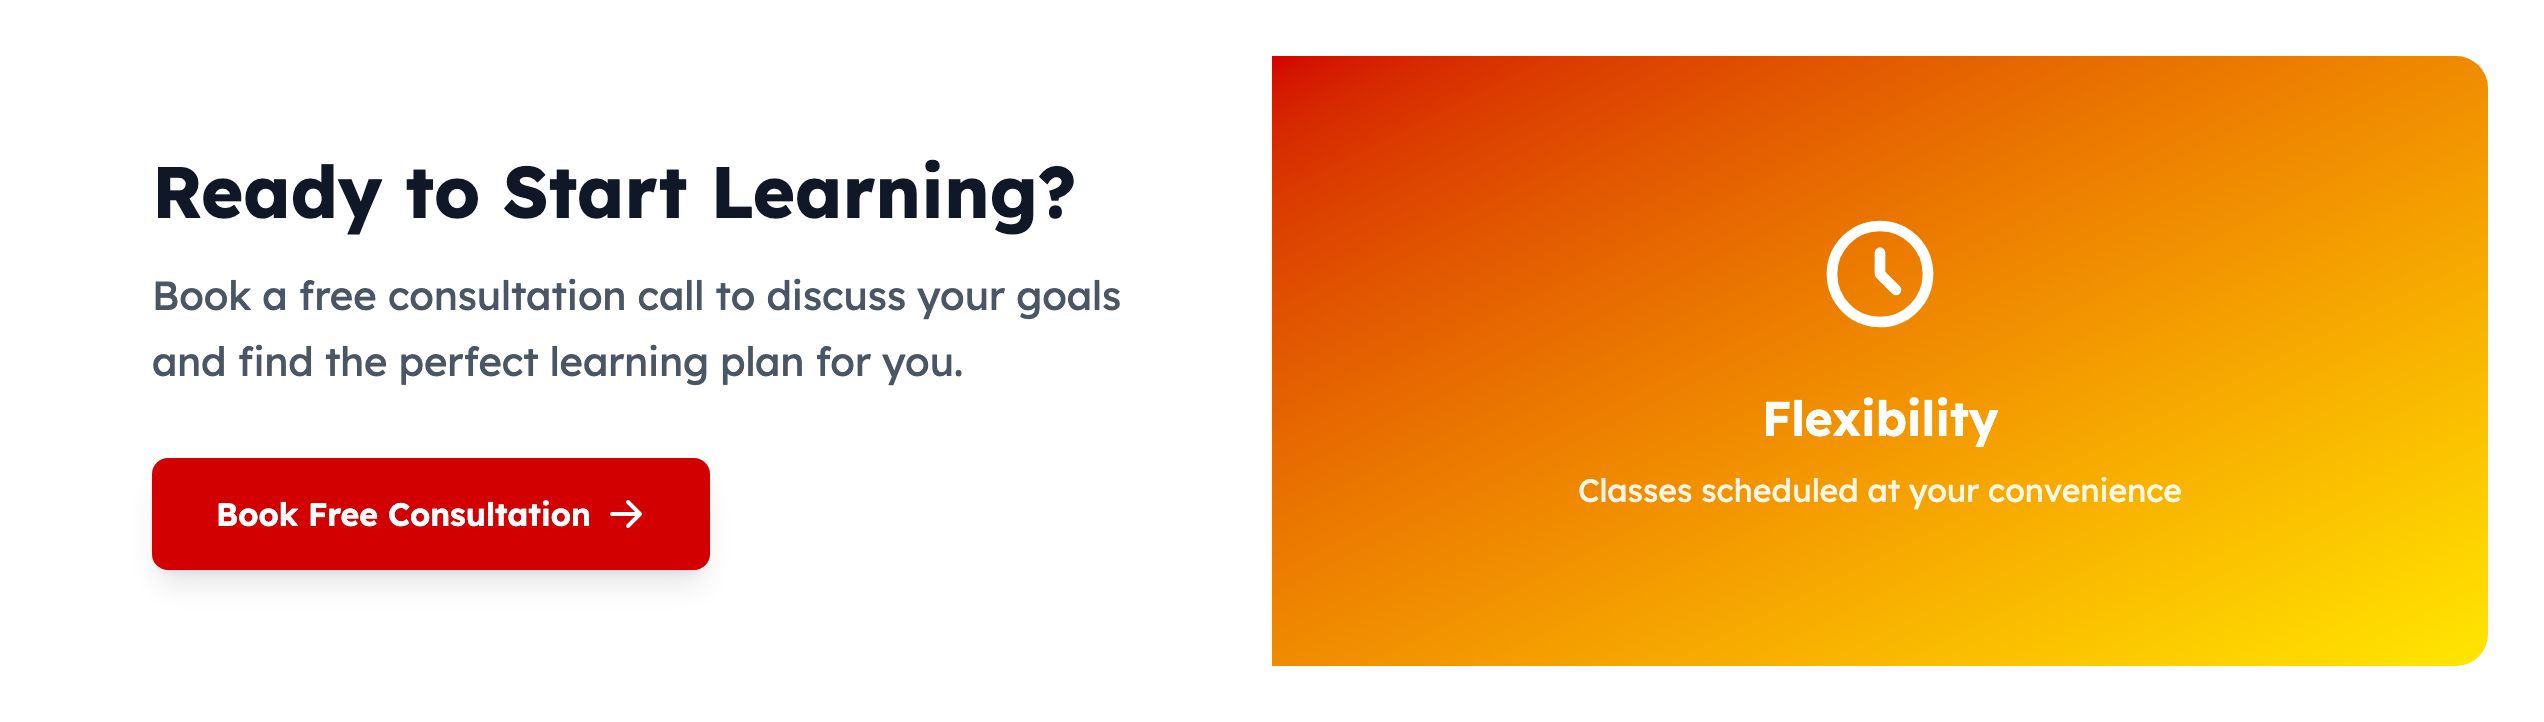 Ready to Start Learning?
Book a free consultation call to discuss your goals
and find the perfect learning plan for you.
Book Free Consultation →
Flexibility
Classes scheduled at your convenience